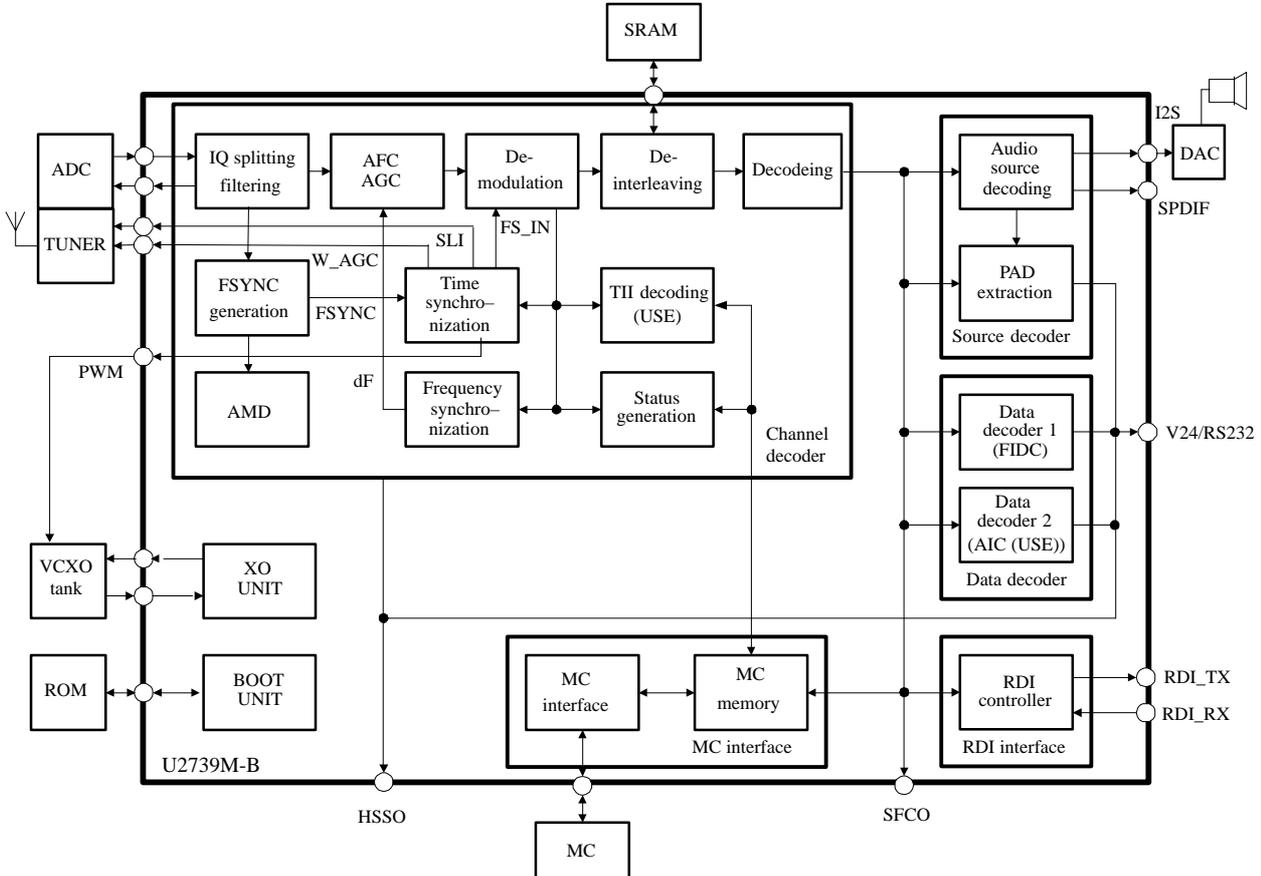 SRAM
I2S
ADC
IQ splitting
filtering
AFC
AGC
De-
modulation
De-
interleaving
Decodeing
Audio
source
decoding
DAC
SPDIF
TUNER
SLI
FS_IN
W_AGC
FSYNC
generation
FSYNC
Time
synchro–
nization
TII decoding
(USE)
PAD
extraction
Source decoder
PWM
dF
AMD
Frequency
synchro–
nization
Status
generation
Channel
decoder
Data
decoder 1
(FIDC)
V24/RS232
Data
decoder 2
(AIC (USE))
Data decoder
VCXO
tank
XO
UNIT
ROM
BOOT
UNIT
MC
interface
MC
memory
MC interface
RDI
controller
RDI interface
RDI_TX
RDI_RX
U2739M-B
HSSO
SFCO
MC